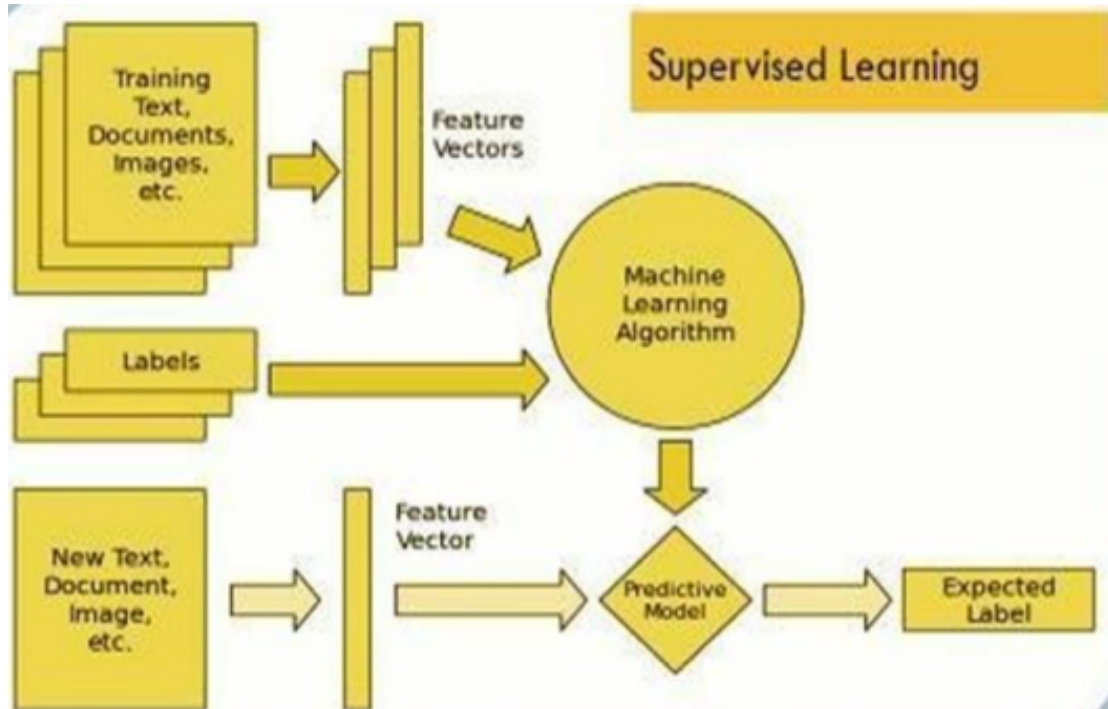 Supervised Learning
Training
Text,
Documents,
Images,
etc.
Feature
Vectors
Machine
Learning
Algorithm
Labels
New Text,
Document,
Image,
etc.
Feature
Vector
Predictive
Model
Expected
Label